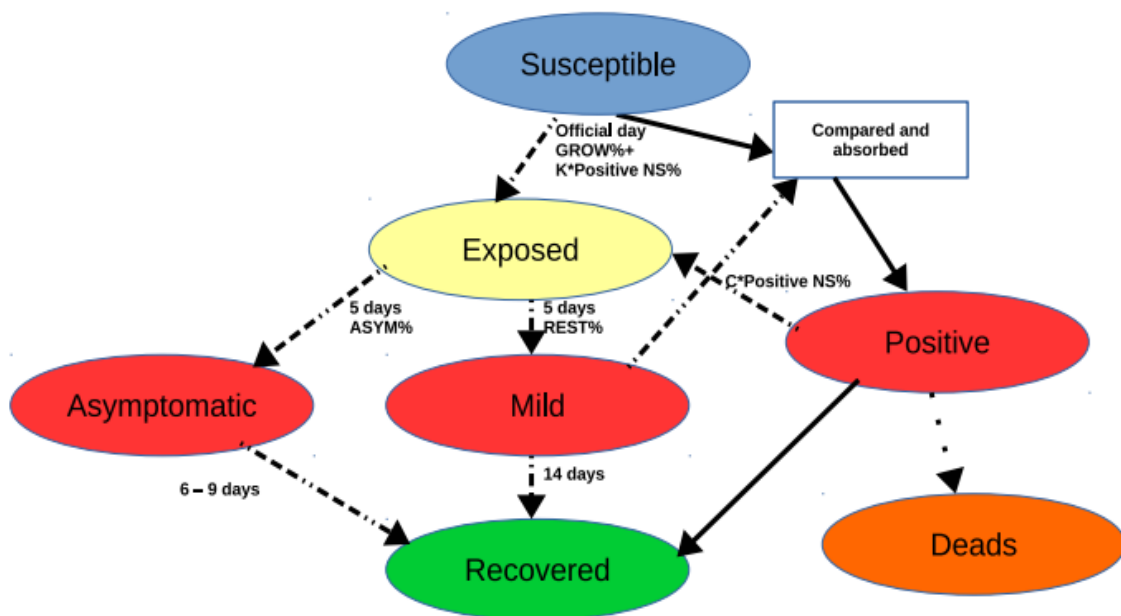 Susceptible
Official day
GROW%+
K*Positive NS%
Compared and
absorbed
Exposed
C*Positive NS%
5 days
ASYM%
5 days
REST%
Positive
Asymptomatic
Mild
6 – 9 days
14 days
Recovered
Deads